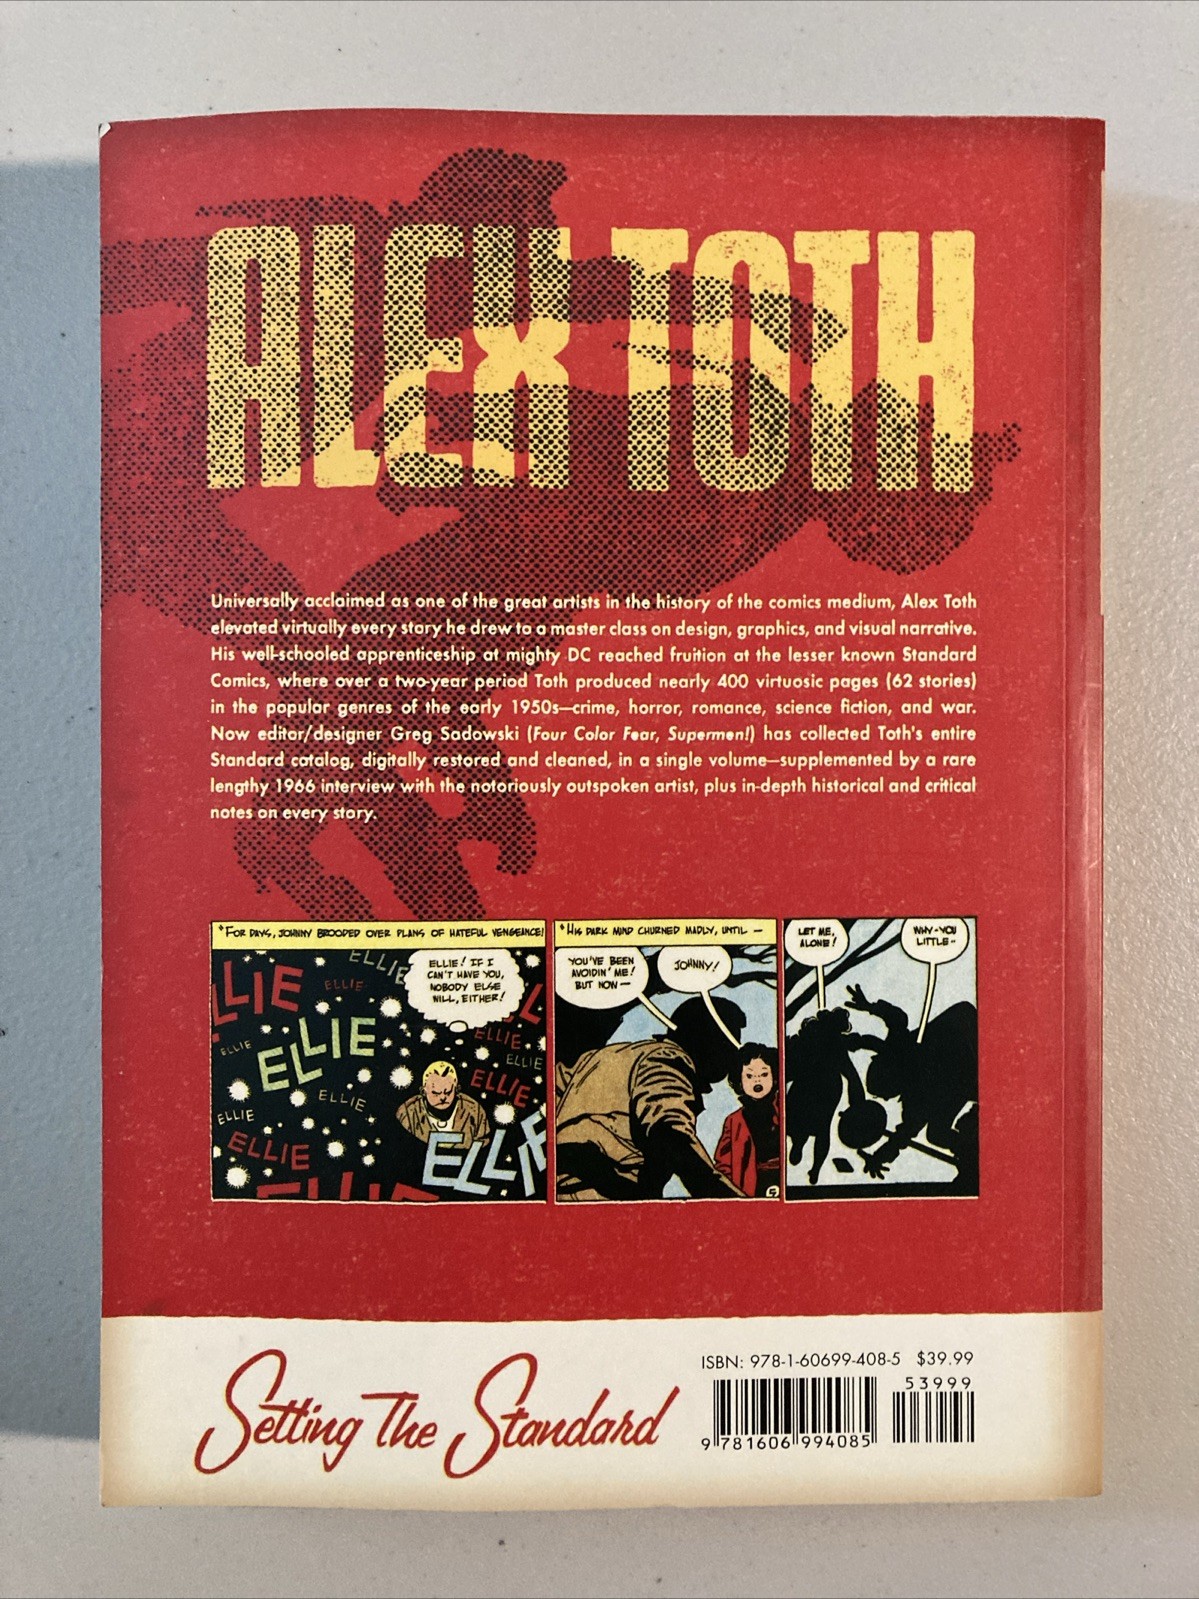 ALEX TOTH
Universally acclaimed as one of the great artists in the history of the comics medium, Alex Toth
elevated virtually every story he drew to a master class on design, graphics, and visual narrative.
His well-schooled apprenticeship at mighty DC reached fruition at the lesser known Standard
Comics, where over a two-year period Toth produced nearly 400 virtuosic pages (62 stories)
in the popular genres of the early 1950s—crime, horror, romance, science fiction, and war.
Now editor/designer Greg Sadowski (Four Color Fear, Supermen!) has collected Toth's entire
Standard catalog, digitally restored and cleaned, in a single volume—supplemented by a rare
lengthy 1966 interview with the notoriously outspoken artist, plus in-depth historical and critical
notes on every story.
"FOR DAYS, JOHNNY BROODED OVER PLANS OF HATEFUL VENGEANCE!
ELLIE! IF I
CAN'T HAVE YOU,
NOBODY ELSE
WILL, EITHER!
ELLIE
LLIE
ELLIE
ELLIE
ELLIE
ELLIE
ELLIE
ELLIE
ELLIE
ELLIE
ELLIE
ELLIE
"HIS DARK MIND CHURNED MADLY, UNTIL —
YOU'VE BEEN
AVOIDIN' ME!
BUT NOW—
JOHNNY!
LET ME,
ALONE!
WHY-YOU
LITTLE-
Setting The Standard
ISBN: 978-1-60699-408-5 $39.99
53999
9 781606 994085